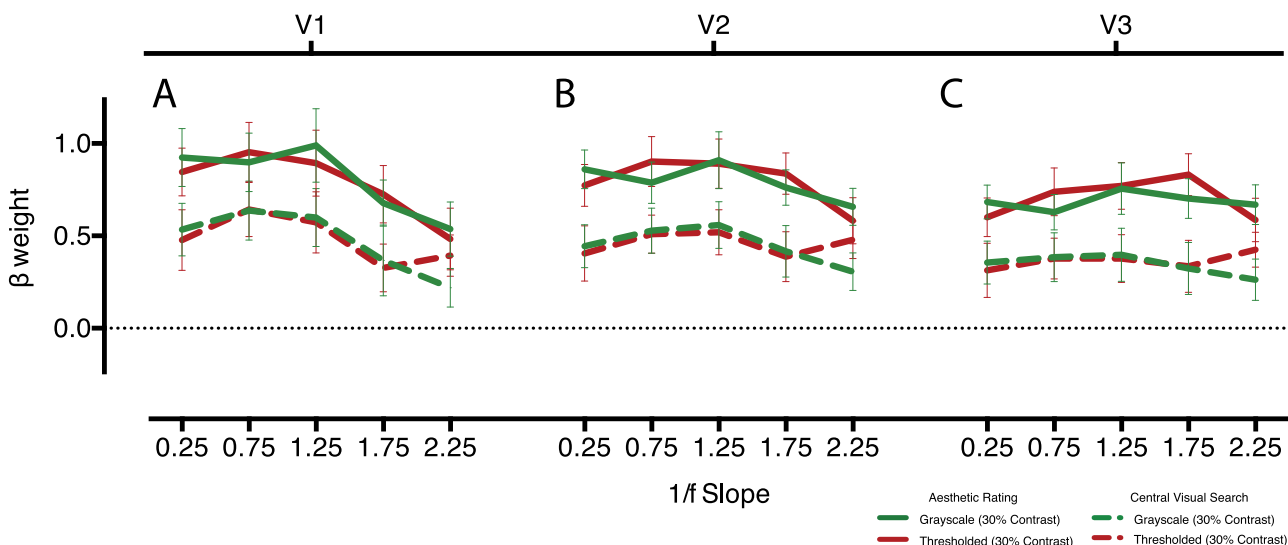 V1 V2 V3
A B C
β weight
1.0
0.5
0.0
0.25 0.75 1.25 1.75 2.25 0.25 0.75 1.25 1.75 2.25 0.25 0.75 1.25 1.75 2.25
1/f Slope
Aesthetic Rating Central Visual Search
Grayscale (30% Contrast) Grayscale (30% Contrast)
Thresholded (30% Contrast) Thresholded (30% Contrast)